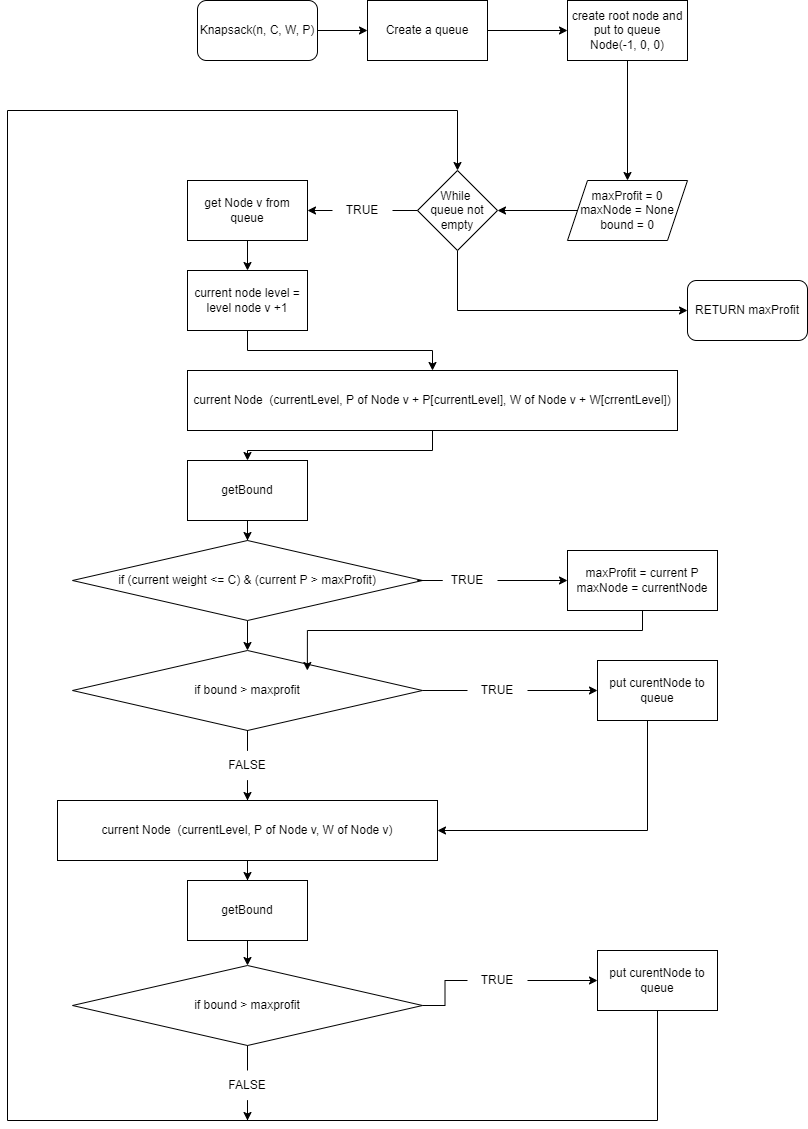 Knapsack(n, C, W, P)
Create a queue
create root node and
put to queue
Node(-1, 0, 0)
maxProfit = 0
maxNode = None
bound = 0
While
queue not
empty
TRUE
get Node v from
queue
RETURN maxProfit
current node level =
level node v +1
current Node (currentLevel, P of Node v + P[currentLevel], W of Node v + W[crrentLevel])
getBound
if (current weight <= C) & (current P > maxProfit)
TRUE
maxProfit = current P
maxNode = currentNode
if bound > maxprofit
TRUE
put curentNode to
queue
FALSE
current Node (currentLevel, P of Node v, W of Node v)
getBound
if bound > maxprofit
TRUE
put curentNode to
queue
FALSE